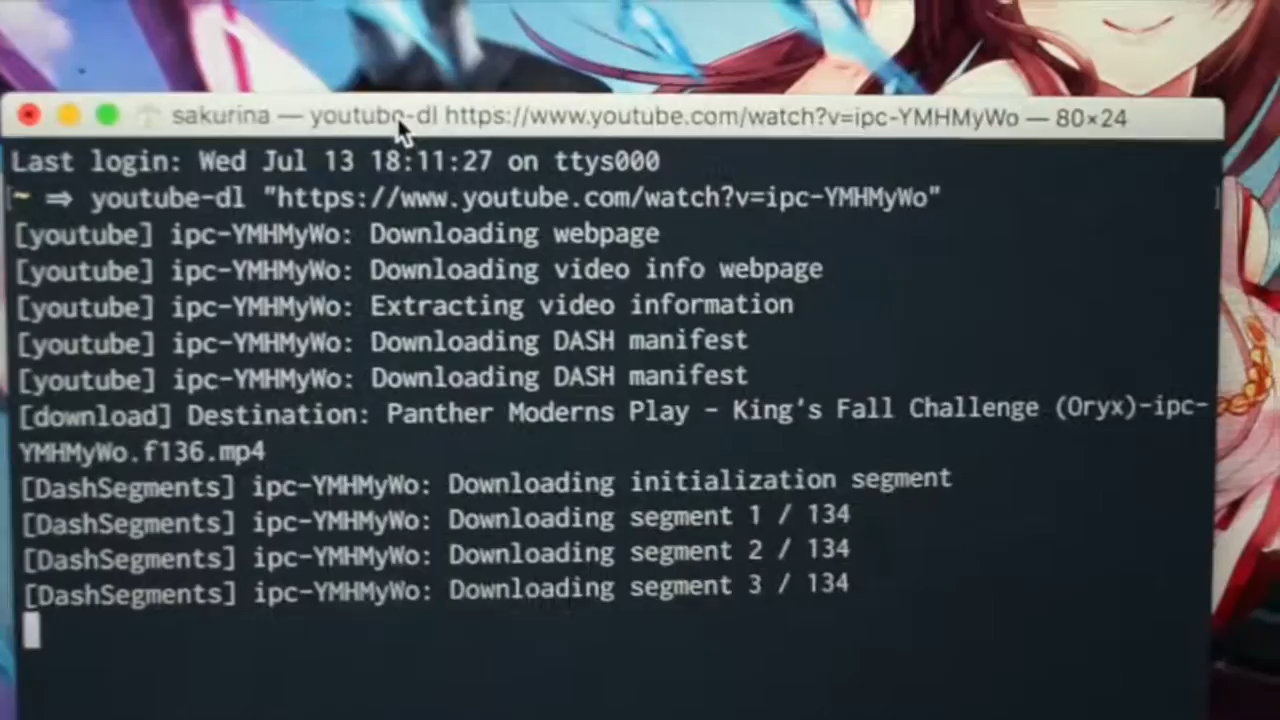 sakurina — youtube-dl https://www.youtube.com/watch?v=ipc-YMHMyWo — 80×24
Last login: Wed Jul 13 18:11:27 on ttys000
~ ⇒ youtube-dl "https://www.youtube.com/watch?v=ipc-YMHMyWo"
[youtube] ipc-YMHMyWo: Downloading webpage
[youtube] ipc-YMHMyWo: Downloading video info webpage
[youtube] ipc-YMHMyWo: Extracting video information
[youtube] ipc-YMHMyWo: Downloading DASH manifest
[youtube] ipc-YMHMyWo: Downloading DASH manifest
[download] Destination: Panther Moderns Play - King's Fall Challenge (Oryx)-ipc-
YMHMyWo.f136.mp4
[DashSegments] ipc-YMHMyWo: Downloading initialization segment
[DashSegments] ipc-YMHMyWo: Downloading segment 1 / 134
[DashSegments] ipc-YMHMyWo: Downloading segment 2 / 134
[DashSegments] ipc-YMHMyWo: Downloading segment 3 / 134